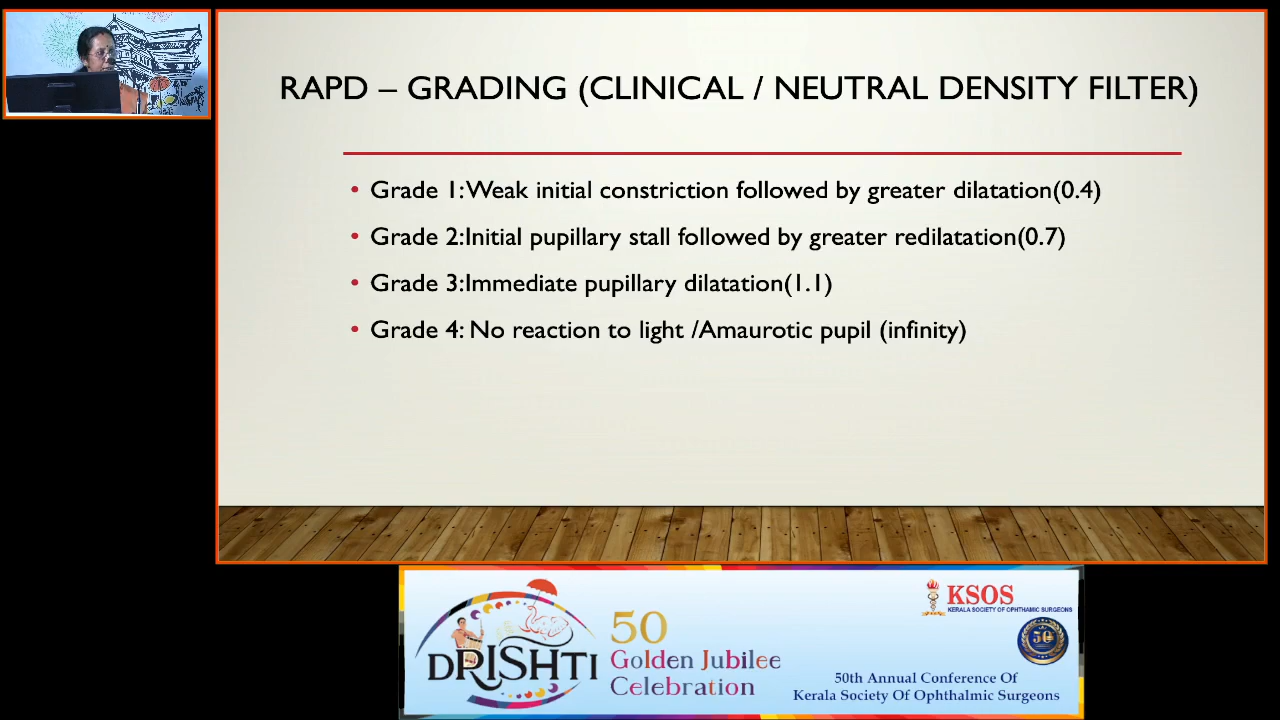 RAPD – GRADING (CLINICAL / NEUTRAL DENSITY FILTER)
• Grade 1:Weak initial constriction followed by greater dilatation(0.4)
• Grade 2:Initial pupillary stall followed by greater redilatation(0.7)
• Grade 3:Immediate pupillary dilatation(1.1)
• Grade 4: No reaction to light /Amaurotic pupil (infinity)
DRISHTI
50
Golden Jubilee
Celebration
KSOS
KERALA SOCIETY OF OPHTHAMIC SURGEONS
50
50th Annual Conference Of
Kerala Society Of Ophthalmic Surgeons